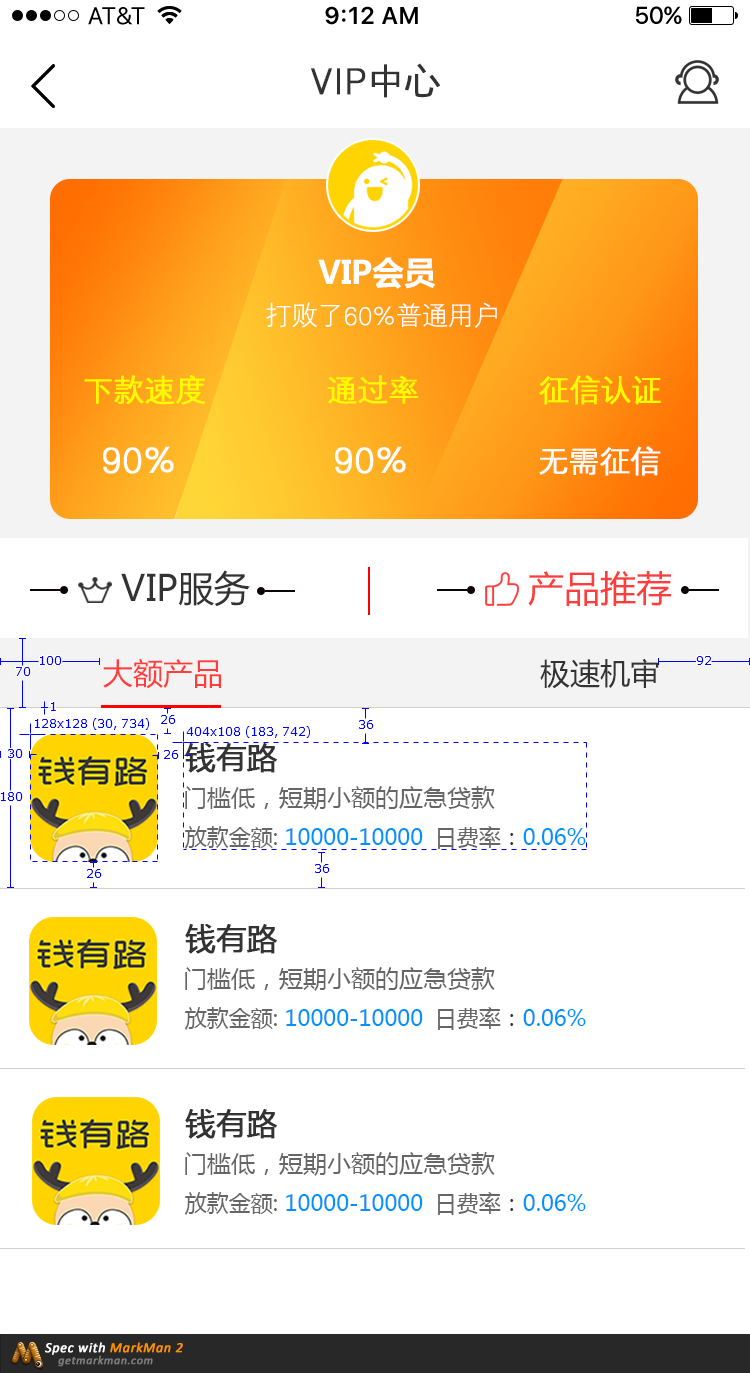 AT&T 9:12 AM 50%
VIP中心
VIP会员
打败了60%普通用户
下款速度 通过率 征信认证
90% 90% 无需征信
VIP服务 产品推荐
大额产品 极速机审
100 70 92
1
128x128 (30, 734) 26 36
404x108 (183, 742)
30 26
180
钱有路
钱有路
门槛低，短期小额的应急贷款
放款金额: 10000-10000 日费率：0.06%
26 36
钱有路
钱有路
门槛低，短期小额的应急贷款
放款金额: 10000-10000 日费率：0.06%
钱有路
钱有路
门槛低，短期小额的应急贷款
放款金额: 10000-10000 日费率：0.06%
Spec with MarkMan 2
getmarkman.com